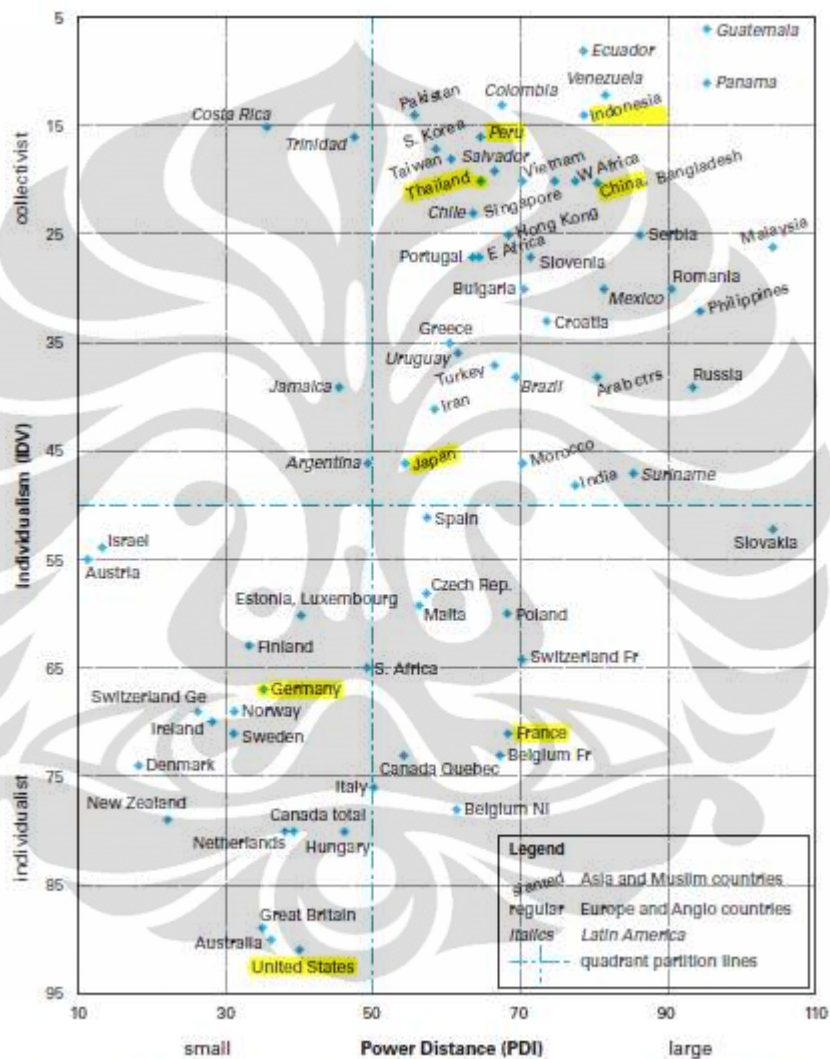 5
Guatemala
Ecuador
Venezuela
Panama
Colombia
Pakistan
Indonesia
Costa Rica
15
S. Korea
Peru
Trinidad
Taiwan
Salvador
Vietnam
W Africa
Thailand
China, Bangladesh
collectivist
Chile
Singapore
Hong Kong
25
Serbia
Malaysia
Portugal
E Africa
Slovenia
Romania
Bulgaria
Mexico
Philippines
Croatia
Greece
35
Uruguay
Turkey
Jamaica
Brazil
Arab ctrs
Russia
Iran
45
Argentina
Japan
Morocco
India
Suriname
Individualism (IDV)
Spain
Israel
Slovakia
55
Austria
Czech Rep.
Estonia, Luxembourg
Malta
Poland
Finland
Switzerland Fr
65
S. Africa
Germany
Switzerland Ge
Norway
Ireland
Sweden
France
Denmark
Canada Quebec
Belgium Fr
75
Italy
New Zealand
Canada total
Belgium Nl
individualist
Netherlands
Hungary
85
Great Britain
Australia
United States
95
Legend
slanted Asia and Muslim countries
regular Europe and Anglo countries
italics Latin America
quadrant partition lines
10 30 50 70 90 110
small Power Distance (PDI) large